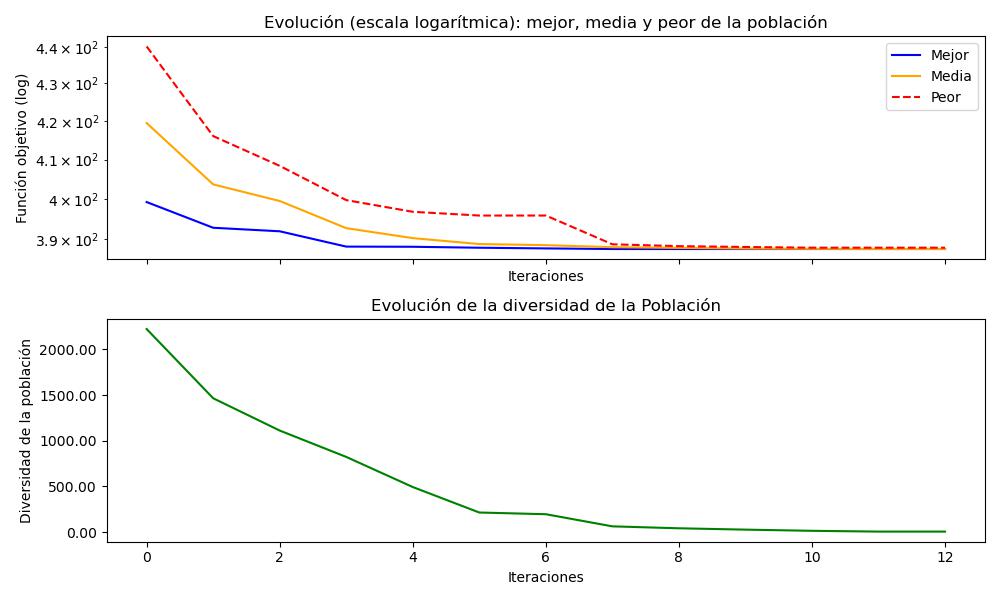 Evolución (escala logarítmica): mejor, media y peor de la población
Función objetivo (log)
4.4 × 10²
4.3 × 10²
4.2 × 10²
4.1 × 10²
4 × 10²
3.9 × 10²
Mejor
Media
Peor
Iteraciones
Evolución de la diversidad de la Población
Diversidad de la población
2000.00
1500.00
1000.00
500.00
0.00
0 2 4 6 8 10 12
Iteraciones